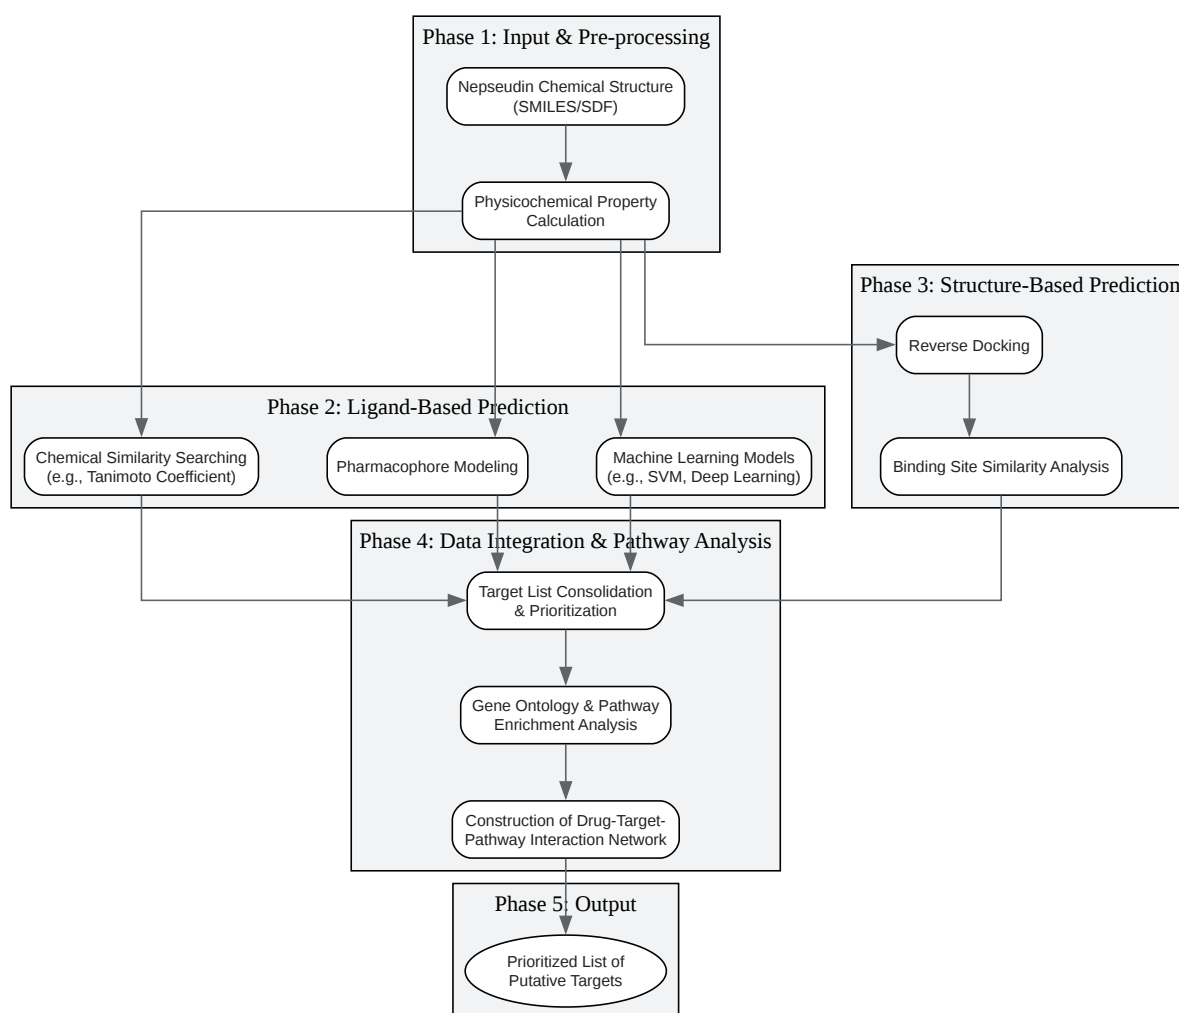 Phase 1: Input & Pre-processing
Nepseudin Chemical Structure
(SMILES/SDF)
Physicochemical Property
Calculation
Phase 3: Structure-Based Prediction
Reverse Docking
Binding Site Similarity Analysis
Phase 2: Ligand-Based Prediction
Chemical Similarity Searching
(e.g., Tanimoto Coefficient)
Pharmacophore Modeling
Machine Learning Models
(e.g., SVM, Deep Learning)
Phase 4: Data Integration & Pathway Analysis
Target List Consolidation
& Prioritization
Gene Ontology & Pathway
Enrichment Analysis
Construction of Drug-Target-
Pathway Interaction Network
Phase 5: Output
Prioritized List of
Putative Targets